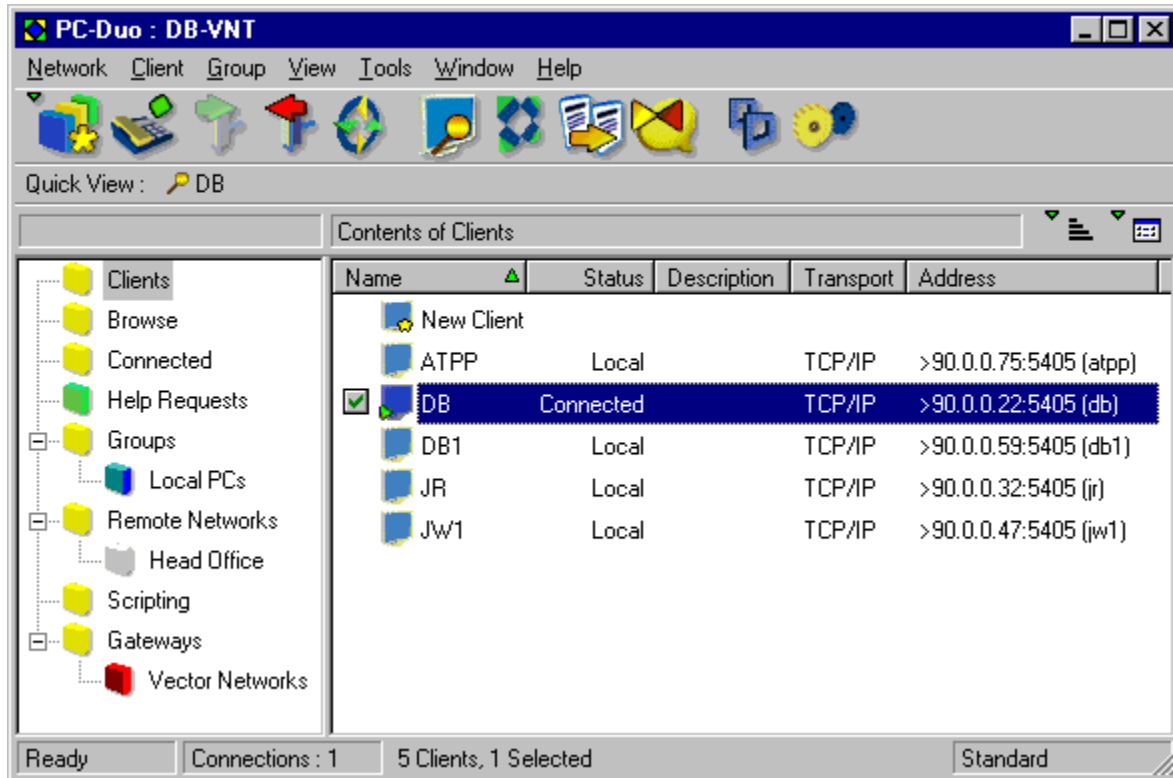 PC-Duo : DB-VNT
Network Client Group View Tools Window Help
Quick View : DB
Contents of Clients
Clients
Browse
Connected
Help Requests
Groups
Local PCs
Remote Networks
Head Office
Scripting
Gateways
Vector Networks
Name Status Description Transport Address
New Client
ATPP Local TCP/IP >90.0.0.75:5405 (atpp)
DB Connected TCP/IP >90.0.0.22:5405 (db)
DB1 Local TCP/IP >90.0.0.59:5405 (db1)
JR Local TCP/IP >90.0.0.32:5405 (jr)
JW1 Local TCP/IP >90.0.0.47:5405 (jw1)
Ready Connections : 1 5 Clients, 1 Selected Standard